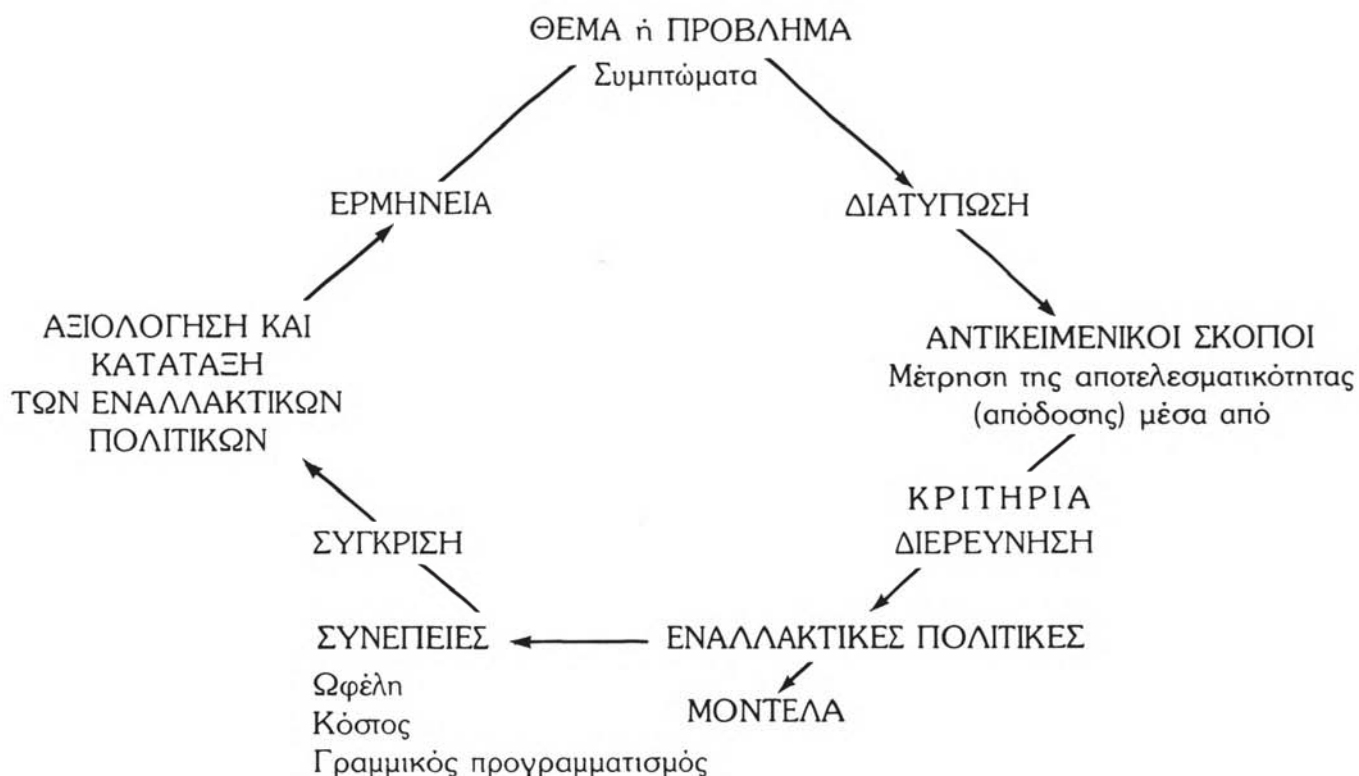 ΘΕΜΑ ή ΠΡΟΒΛΗΜΑ
Συμπτώματα
ΕΡΜΗΝΕΙΑ
ΔΙΑΤΥΠΩΣΗ
ΑΞΙΟΛΟΓΗΣΗ ΚΑΙ
ΚΑΤΑΤΑΞΗ
ΤΩΝ ΕΝΑΛΛΑΚΤΙΚΩΝ
ΠΟΛΙΤΙΚΩΝ
ΑΝΤΙΚΕΙΜΕΝΙΚΟΙ ΣΚΟΠΟΙ
Μέτρηση της αποτελεσματικότητας
(απόδοσης) μέσα από
ΚΡΙΤΗΡΙΑ
ΔΙΕΡΕΥΝΗΣΗ
ΣΥΓΚΡΙΣΗ
ΣΥΝΕΠΕΙΕΣ
ΕΝΑΛΛΑΚΤΙΚΕΣ ΠΟΛΙΤΙΚΕΣ
Ωφέλη
Κόστος
Γραμμικός προγραμματισμός
ΜΟΝΤΕΛΑ